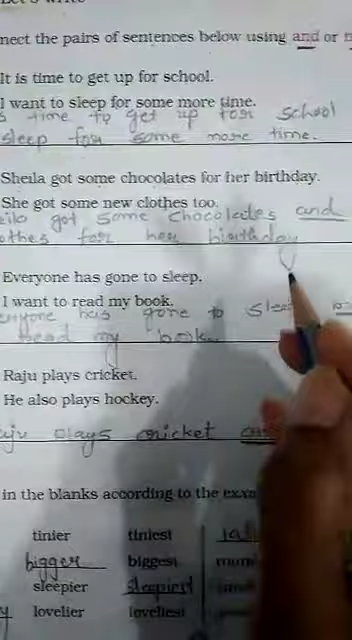 nect the pairs of sentences below using and or
It is time to get up for school.
I want to sleep for some more time.
time to get up for school
sleep for some more time.
Sheila got some chocolates for her birthday.
She got some new clothes too.
got some chocolates and
for her birthday
Everyone has gone to sleep.
I want to read my book.
has gone to
read my book.
Raju plays cricket.
He also plays hockey.
plays cricket
in the blanks according to the
tinier tiniest
bigger biggest
sleepier sleepiest
lovelier loveliest